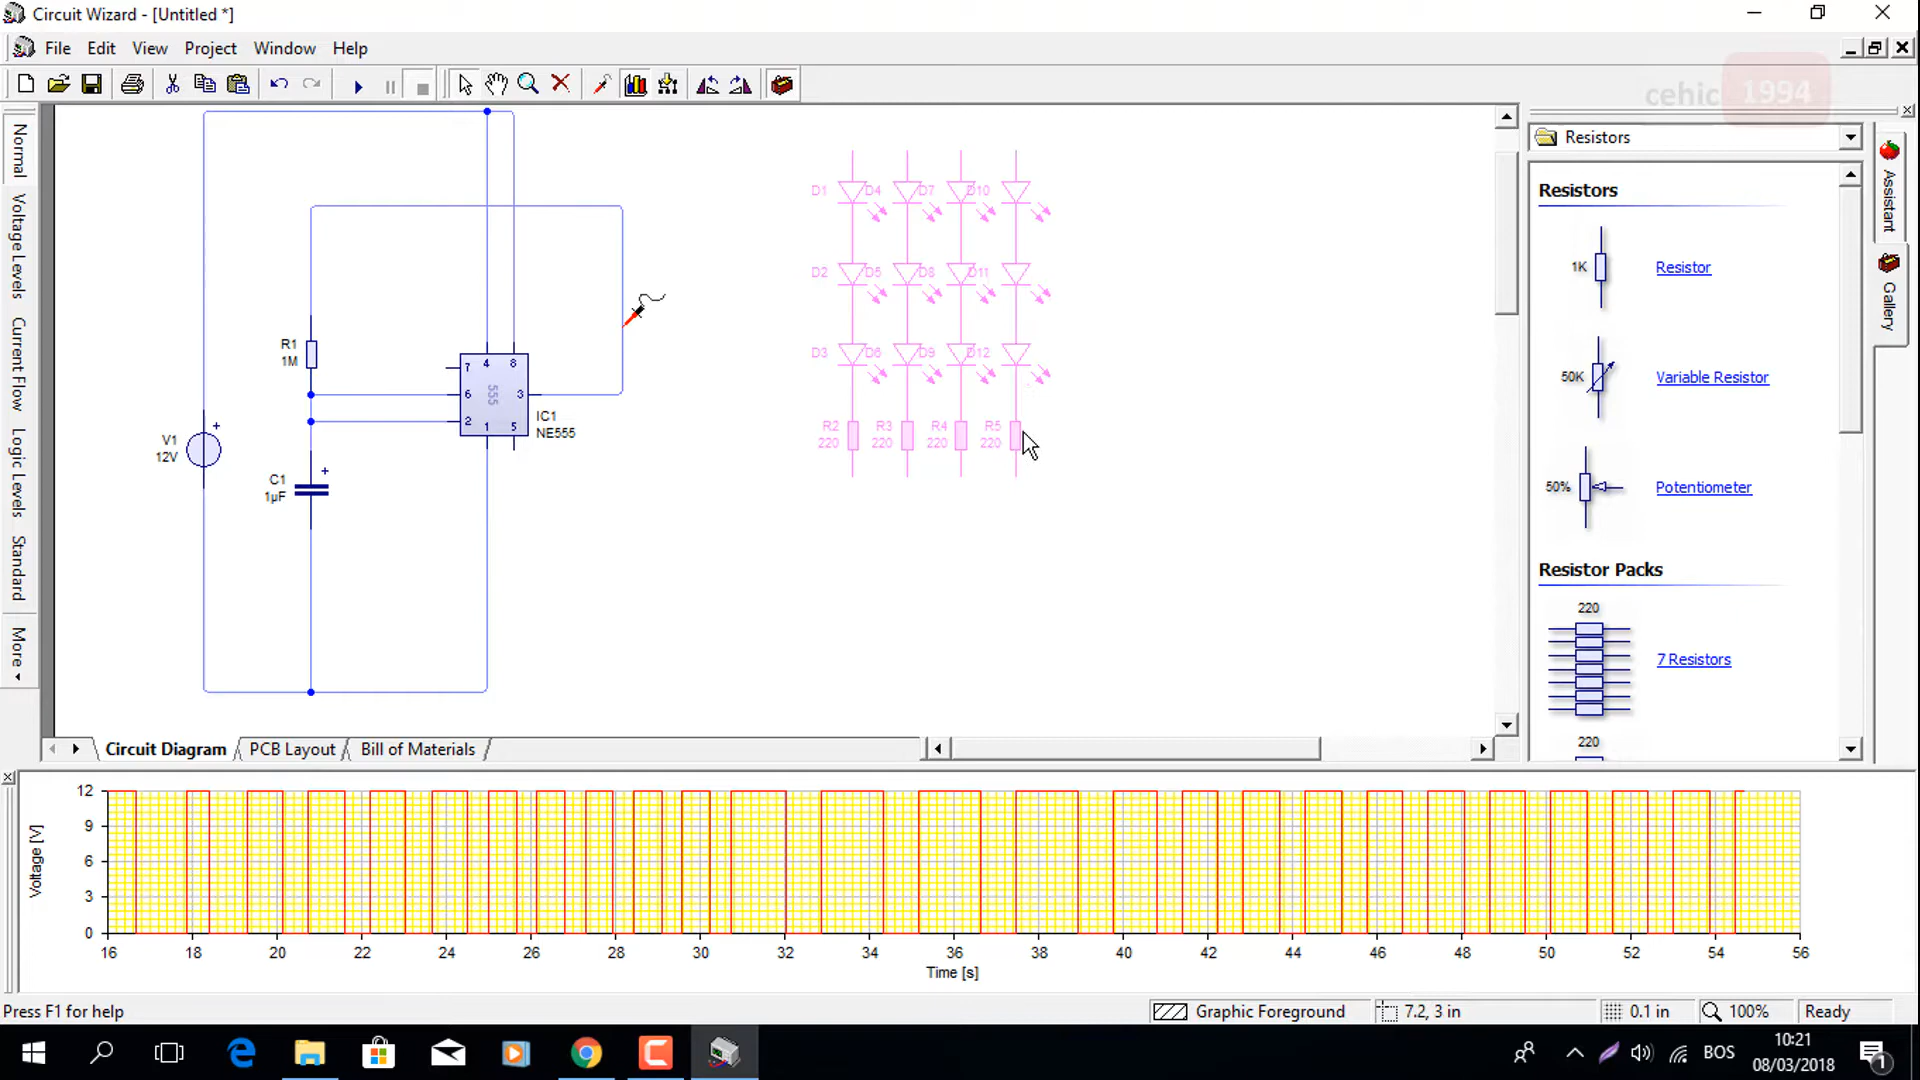 Circuit Wizard - [Untitled *]
File Edit View Project Window Help
cehic 1994
Normal
Voltage Levels
Current Flow
Logic Levels
Standard
More
V1
12V
+
R1
1M
C1
1µF
+
7 6 2 4 8 3 1 5
555
IC1
NE555
D1 D4 D7 D10
D2 D5 D8 D11
D3 D6 D9 D12
R2 R3 R4 R5
220 220 220 220
Resistors
Resistors
1K Resistor
50K Variable Resistor
50% Potentiometer
Resistor Packs
220
7 Resistors
220
Assistant
Gallery
Circuit Diagram PCB Layout Bill of Materials
Voltage [V]
12
9
6
3
0
16 18 20 22 24 26 28 30 32 34 36 38 40 42 44 46 48 50 52 54 56
Time [s]
Press F1 for help Graphic Foreground 7.2, 3 in 0.1 in 100% Ready
BOS
10:21
08/03/2018
1